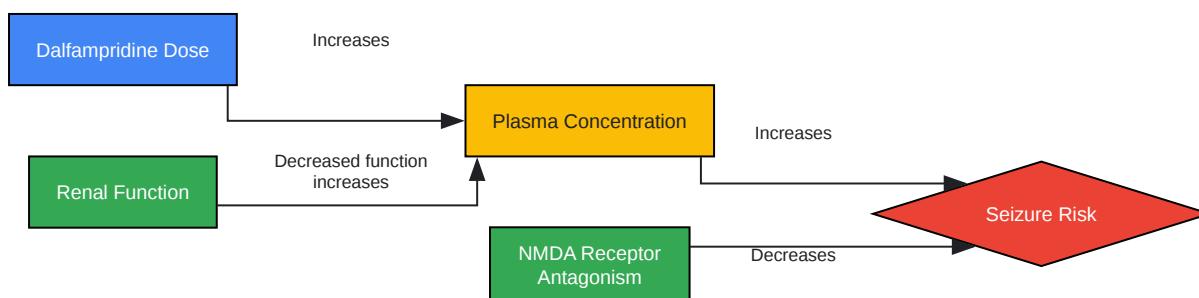 Dalfampridine Dose
Increases
Plasma Concentration
Increases
Decreased function
increases
Renal Function
Seizure Risk
NMDA Receptor
Antagonism
Decreases